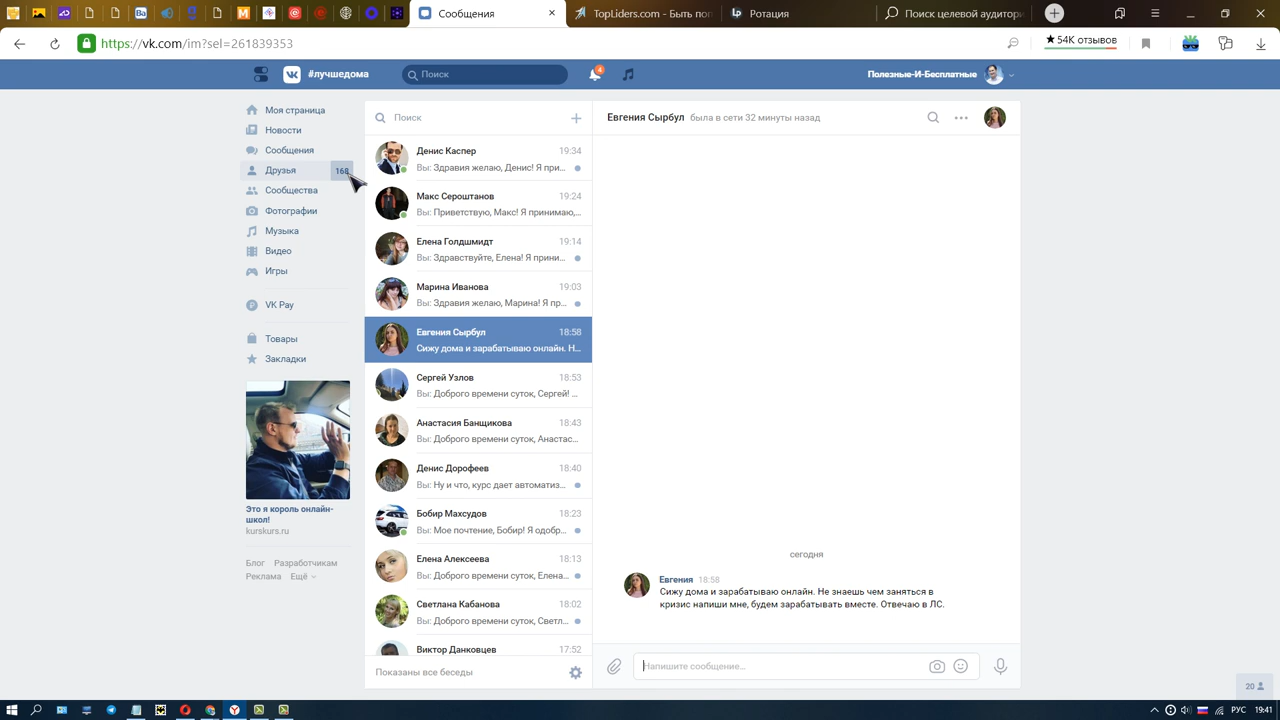 Сообщения
TopLiders.com - Быть поп
Ротация
Поиск целевой аудитори
https://vk.com/im?sel=261839353
★54K отзывов
#лучшедома
Поиск
4
Полезные-И-Бесплатные
Моя страница
Новости
Сообщения
Друзья
168
Сообщества
Фотографии
Музыка
Видео
Игры
VK Pay
Товары
Закладки
Это я король онлайн-
школ!
kurskurs.ru
Блог Разработчикам
Реклама Ещё
Поиск
Денис Каспер 19:34
Вы: Здравия желаю, Денис! Я при...
Макс Сероштанов 19:24
Вы: Приветствую, Макс! Я принимаю,...
Елена Голдшмидт 19:14
Вы: Здравствуйте, Елена! Я прини...
Марина Иванова 19:03
Вы: Здравия желаю, Марина! Я пр...
Евгения Сырбул 18:58
Сижу дома и зарабатываю онлайн. Н...
Сергей Узлов 18:53
Вы: Доброго времени суток, Сергей! ...
Анастасия Банщикова 18:43
Вы: Доброго времени суток, Анастас...
Денис Дорофеев 18:40
Вы: Ну и что, курс дает автоматиз...
Бобир Махсудов 18:23
Вы: Мое почтение, Бобир! Я одобр...
Елена Алексеева 18:13
Вы: Доброго времени суток, Елена...
Светлана Кабанова 18:02
Вы: Доброго времени суток, Светл...
Виктор Данковцев 17:52
Показаны все беседы
Евгения Сырбул была в сети 32 минуты назад
сегодня
Евгения 18:58
Сижу дома и зарабатываю онлайн. Не знаешь чем заняться в
кризис напиши мне, будем зарабатывать вместе. Отвечаю в ЛС.
Напишите сообщение...
20
РУС 19:41